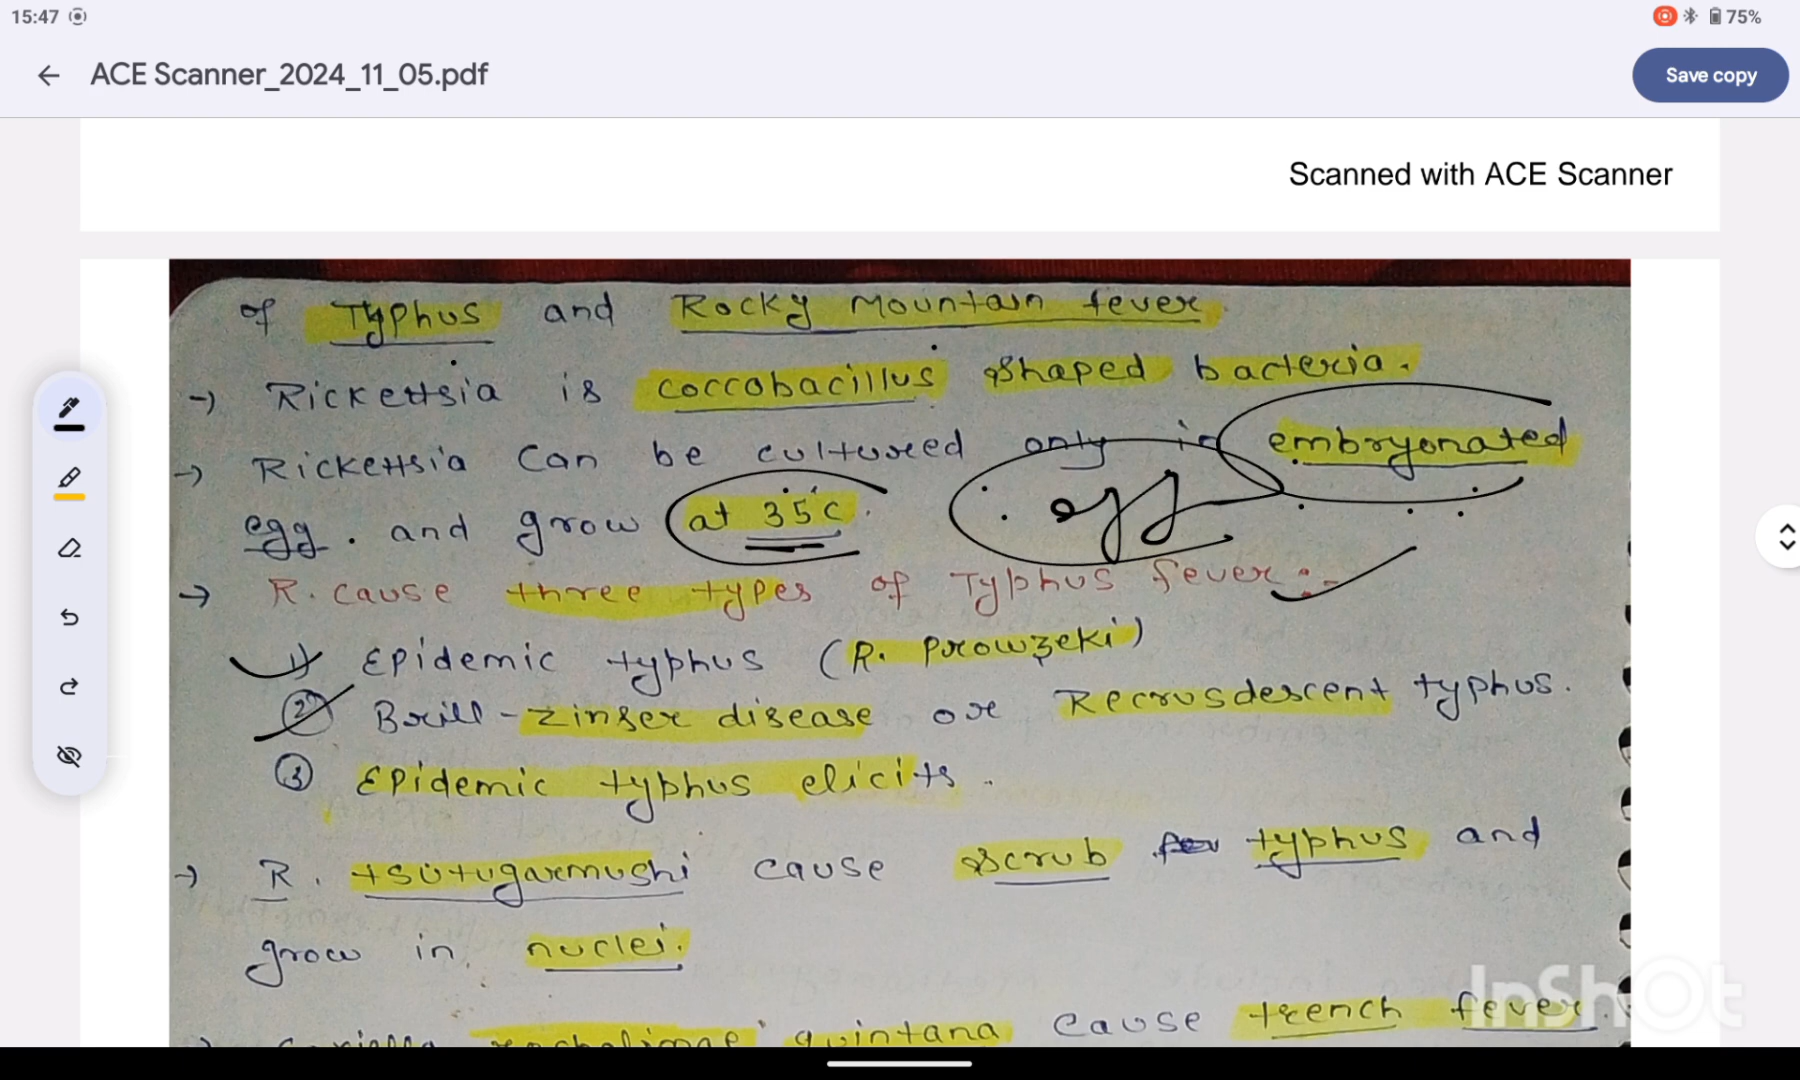 15:47
75%
ACE Scanner_2024_11_05.pdf
Save copy
Scanned with ACE Scanner
of Typhus and Rocky Mountain fever
→ Rickettsia is coccobacillus shaped bacteria.
→ Rickettsia can be cultured only in embryonated
egg. and grow at 35°c.
egg
→ R. cause three types of Typhus fever:-
1) Epidemic typhus (R. Prowzeki)
② Brill-zinser disease or Recrusdescent typhus.
③ Epidemic typhus elicits.
→ R. tsutugarmushi cause scrub typhus and
grow in nuclei.
quintana cause trench fever.
InShot